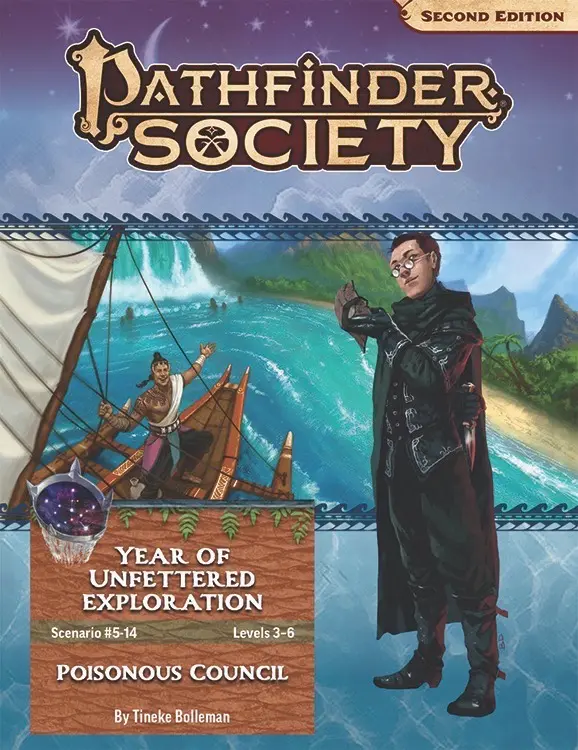 SECOND EDITION
PATHFINDER
SOCIETY
YEAR OF
UNFETTERED
EXPLORATION
Scenario #5-14 Levels 3–6
POISONOUS COUNCIL
By Tineke Bolleman